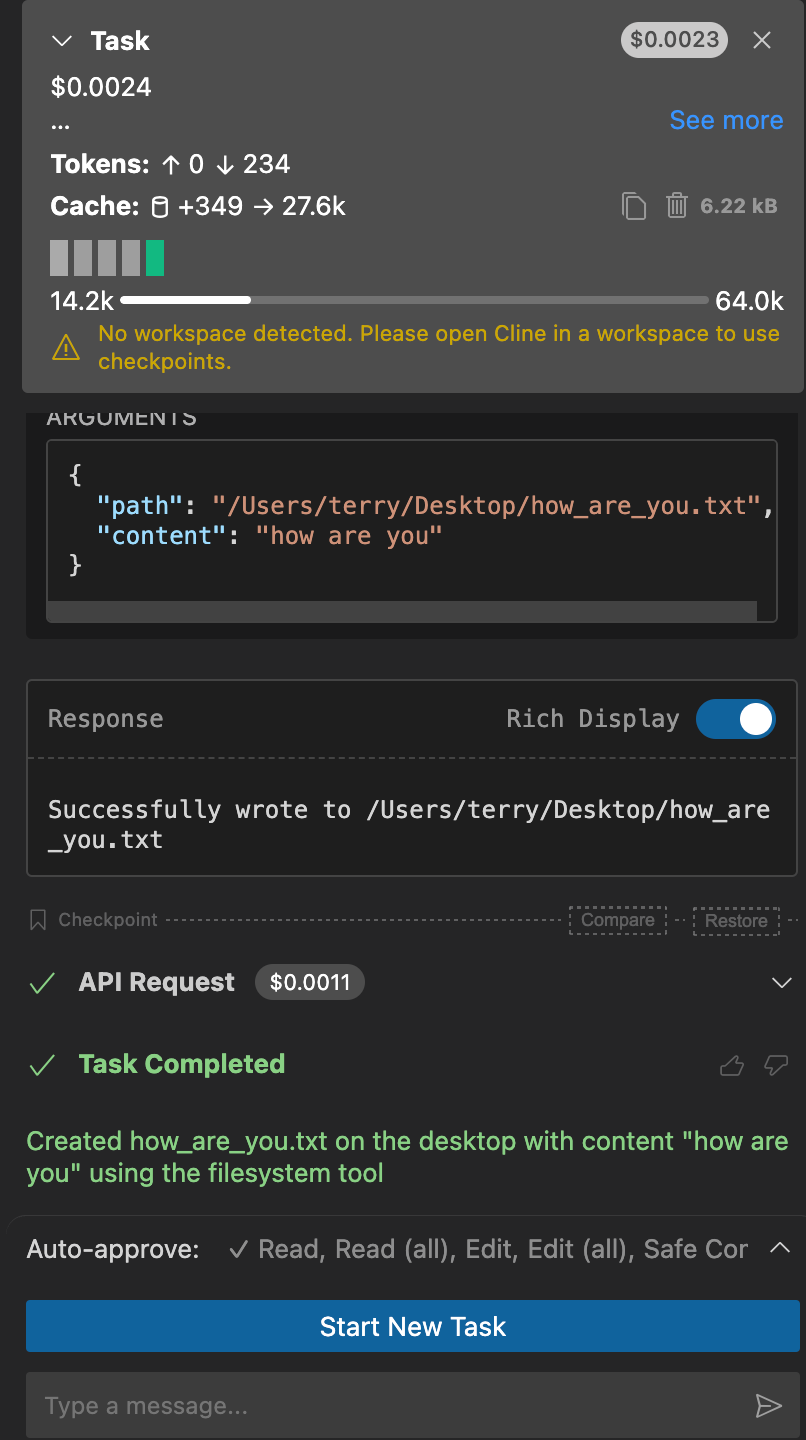 Task $0.0023
$0.0024
...
See more
Tokens: ↑ 0 ↓ 234
Cache: +349 → 27.6k 6.22 kB
14.2k 64.0k
No workspace detected. Please open Cline in a workspace to use
checkpoints.
ARGUMENTS
{
"path": "/Users/terry/Desktop/how_are_you.txt",
"content": "how are you"
}
Response Rich Display
Successfully wrote to /Users/terry/Desktop/how_are
_you.txt
Checkpoint Compare Restore
API Request $0.0011
Task Completed
Created how_are_you.txt on the desktop with content "how are
you" using the filesystem tool
Auto-approve: ✓ Read, Read (all), Edit, Edit (all), Safe Cor
Start New Task
Type a message...